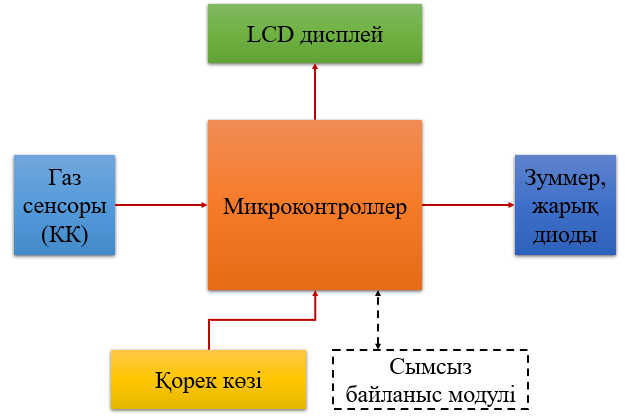 LCD дисплей
Газ
сенсоры
(КК)
Микроконтроллер
Зуммер,
жарық
диоды
Қорек көзі
Сымсыз
байланыс модулі